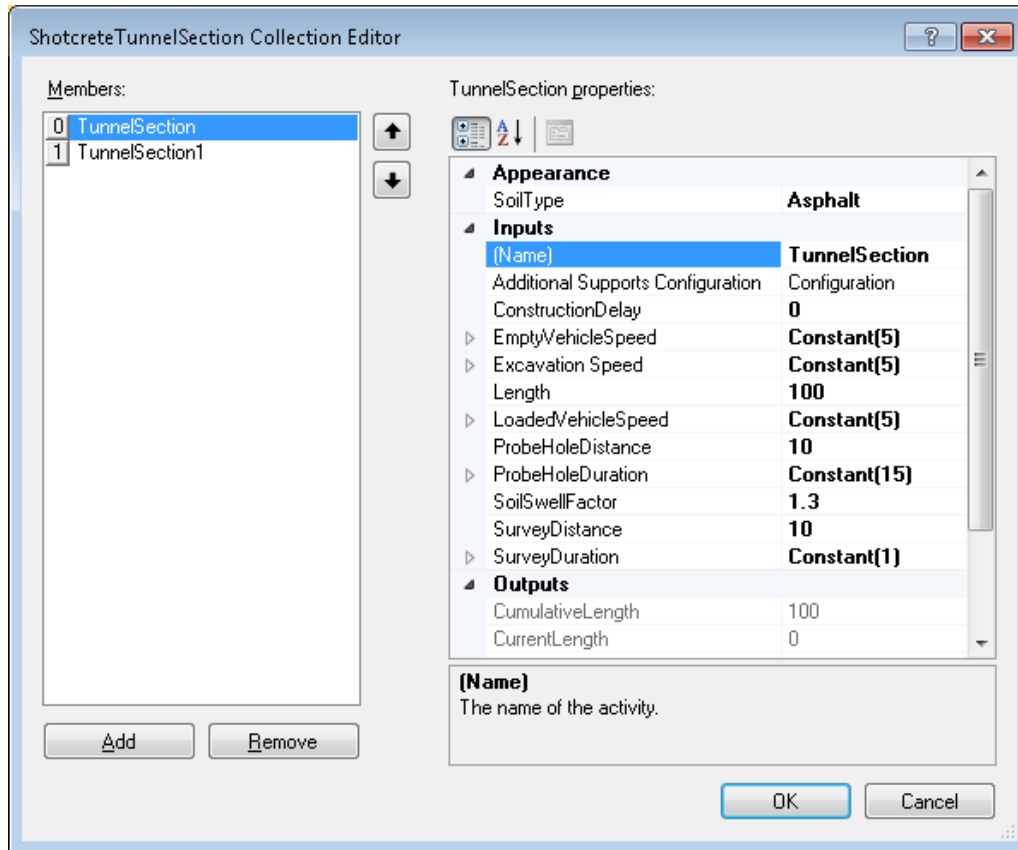 ShotcreteTunnelSection Collection Editor
Members:
0 TunnelSection
1 TunnelSection1
Add Remove
TunnelSection properties:
Appearance
SoilType Asphalt
Inputs
(Name) TunnelSection
Additional Supports Configuration Configuration
ConstructionDelay 0
EmptyVehicleSpeed Constant(5)
Excavation Speed Constant(5)
Length 100
LoadedVehicleSpeed Constant(5)
ProbeHoleDistance 10
ProbeHoleDuration Constant(15)
SoilSwellFactor 1.3
SurveyDistance 10
SurveyDuration Constant(1)
Outputs
CumulativeLength 100
CurrentLength 0
(Name)
The name of the activity.
OK Cancel